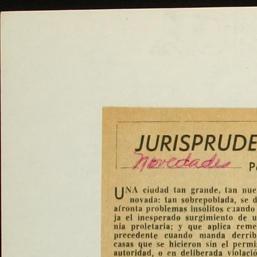 JURISPRUDE
Novedades P
UNA ciudad tan grande, tan nue
novada: tan sobrepoblada, se d
afronta problemas insólitos cuando
ja el inesperado surgimiento de u
nia proletaria; y que aplica reme
precedente cuando manda derrib
casas que se hicieron sin el permi
autoridad, o en deliberada violació